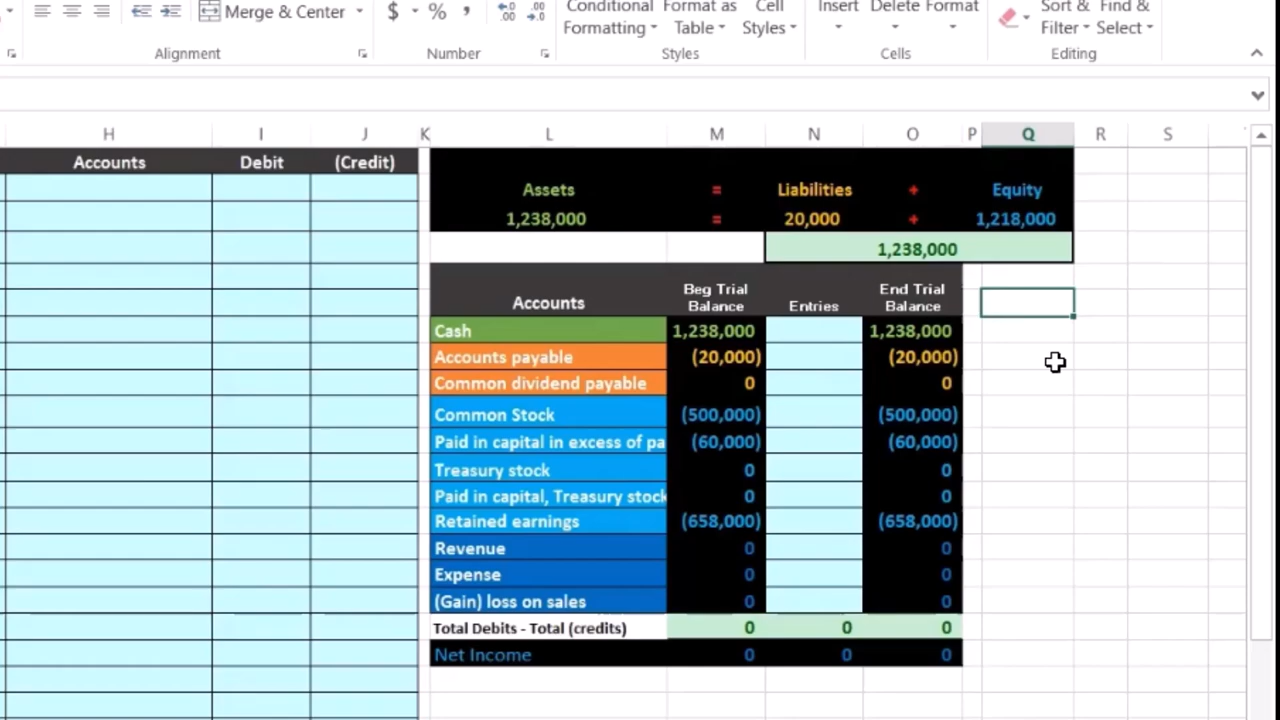 Merge & Center $ % , Conditional Format as Cell Insert Delete Format Sort & Find &
Formatting Table Styles Filter Select
Alignment Number Styles Cells Editing
H I J K L M N O P Q R S
Accounts Debit (Credit)
Assets = Liabilities + Equity
1,238,000 = 20,000 + 1,218,000
1,238,000
Accounts Beg Trial Balance Entries End Trial Balance
Cash 1,238,000 1,238,000
Accounts payable (20,000) (20,000)
Common dividend payable 0 0
Common Stock (500,000) (500,000)
Paid in capital in excess of pa (60,000) (60,000)
Treasury stock 0 0
Paid in capital, Treasury stock 0 0
Retained earnings (658,000) (658,000)
Revenue 0 0
Expense 0 0
(Gain) loss on sales 0 0
Total Debits - Total (credits) 0 0 0
Net Income 0 0 0